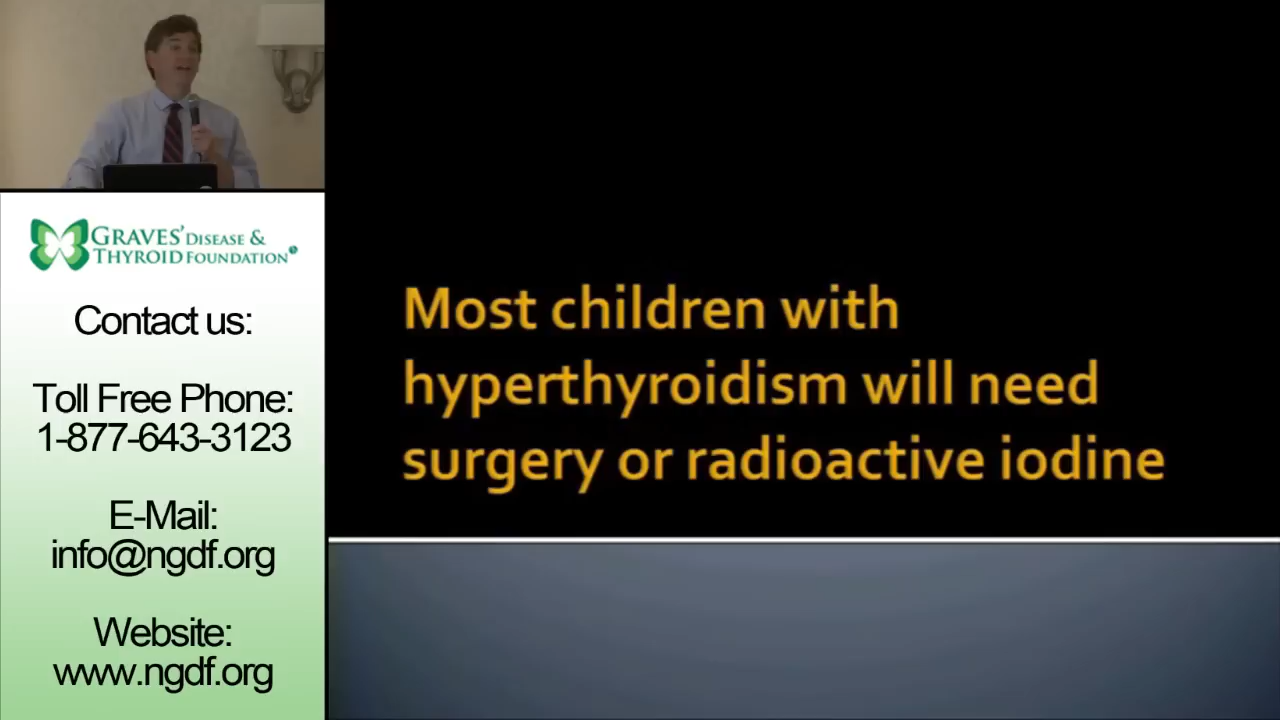 GRAVES' DISEASE &
THYROID FOUNDATION
Contact us:
Toll Free Phone:
1-877-643-3123
E-Mail:
info@ngdf.org
Website:
www.ngdf.org
Most children with
hyperthyroidism will need
surgery or radioactive iodine